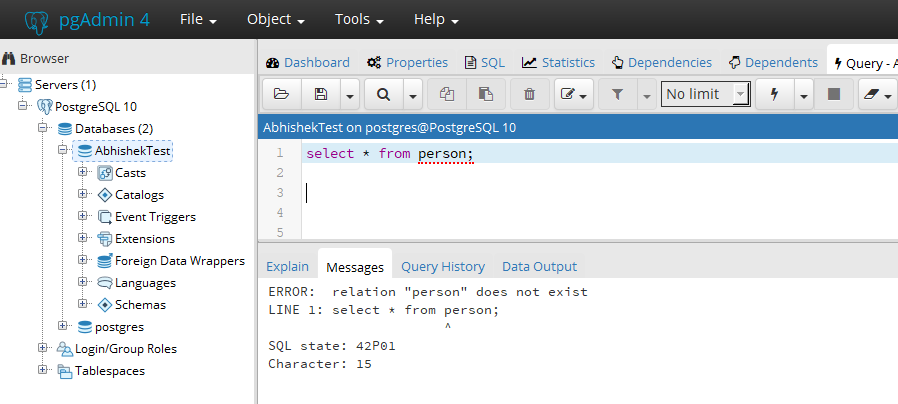 pgAdmin 4 File Object Tools Help
Browser
Servers (1)
PostgreSQL 10
Databases (2)
AbhishekTest
Casts
Catalogs
Event Triggers
Extensions
Foreign Data Wrappers
Languages
Schemas
postgres
Login/Group Roles
Tablespaces
Dashboard Properties SQL Statistics Dependencies Dependents Query - A
No limit
AbhishekTest on postgres@PostgreSQL 10
1 select * from person;
2
3
4
5
Explain Messages Query History Data Output
ERROR: relation "person" does not exist
LINE 1: select * from person;
^
SQL state: 42P01
Character: 15